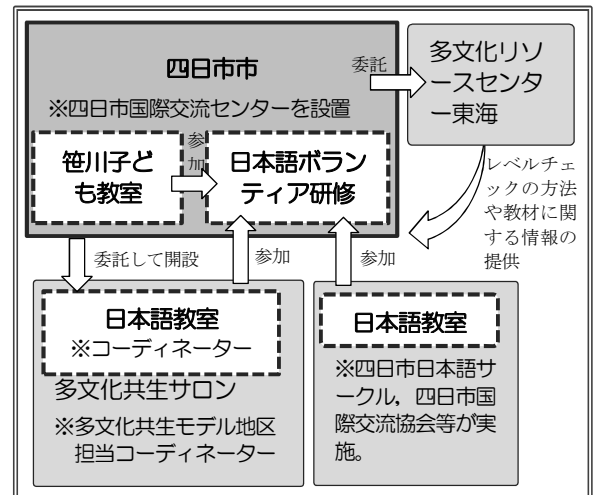 四日市市
※四日市国際交流センターを設置
笹川子ど
も教室
参
加
日本語ボラン
ティア研修
委託
多文化リソ
ースセンタ
ー東海
レベルチェ
ックの方法
や教材に関
する情報の
提供
委託して開設
参加
参加
日本語教室
※コーディネーター
多文化共生サロン
※多文化共生モデル地区
担当コーディネーター
日本語教室
※四日市日本語サ
ークル，四日市国
際交流協会等が実
施。